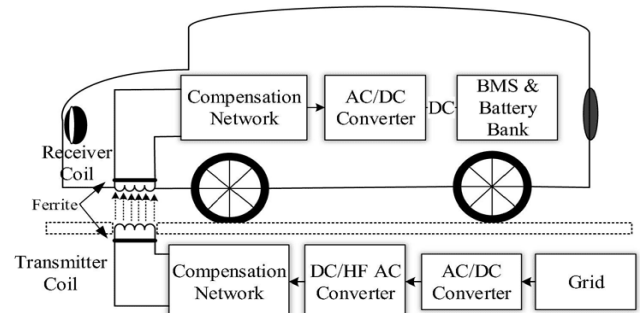 Compensation
Network
AC/DC
Converter
DC
BMS &
Battery
Bank
Receiver
Coil
Ferrite
Transmitter
Coil
Compensation
Network
DC/HF AC
Converter
AC/DC
Converter
Grid